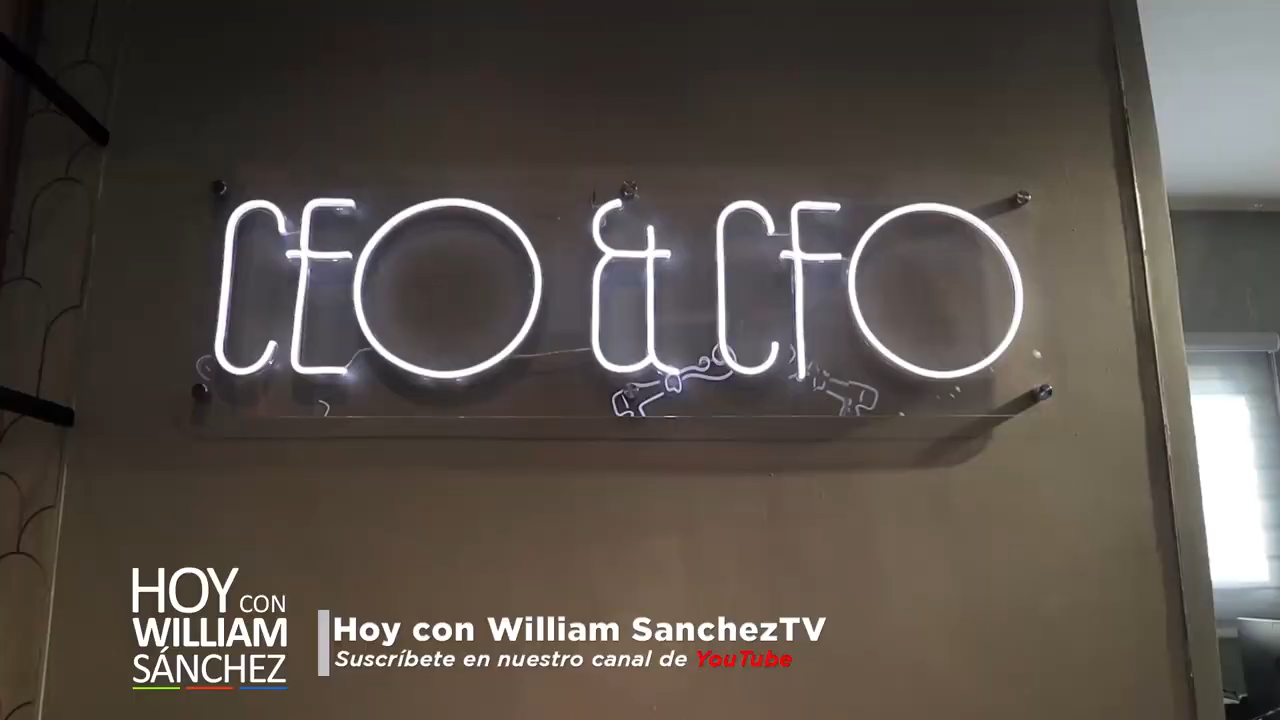 CEO & CFO
HOY CON
WILLIAM
SÁNCHEZ
Hoy con William SanchezTV
Suscríbete en nuestro canal de YouTube